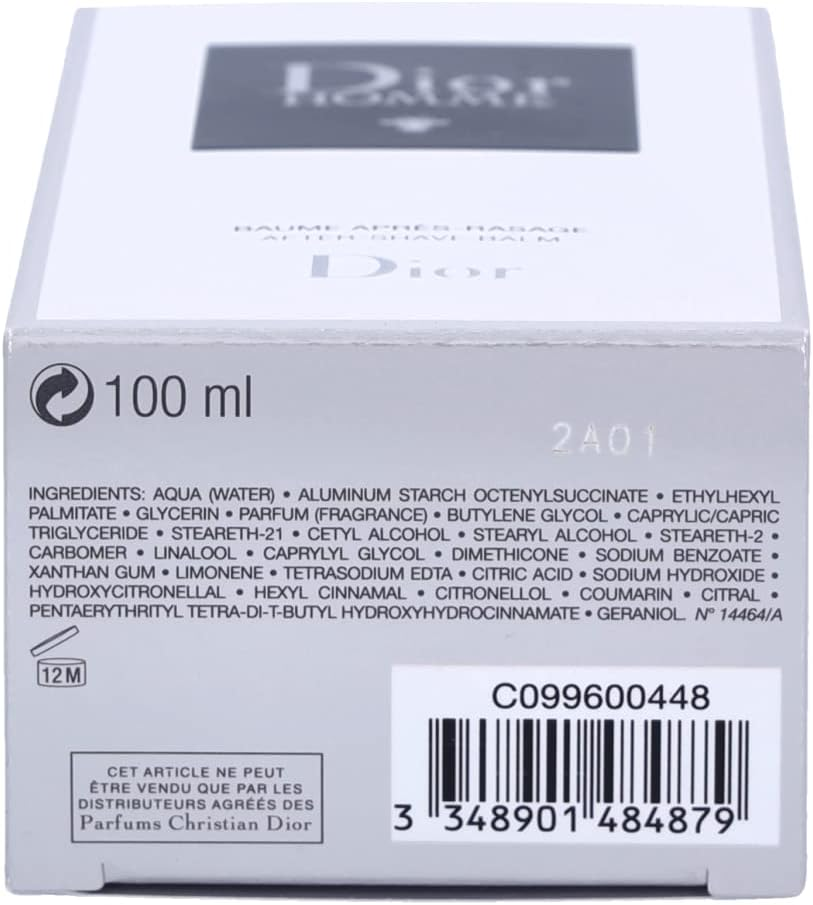 Dior
HOMME
BAUME APRÈS-RASAGE
AFTER-SHAVE BALM
Dior
100 ml
2A01
INGREDIENTS: AQUA (WATER) • ALUMINUM STARCH OCTENYLSUCCINATE • ETHYLHEXYL
PALMITATE • GLYCERIN • PARFUM (FRAGRANCE) • BUTYLENE GLYCOL • CAPRYLIC/CAPRIC
TRIGLYCERIDE • STEARETH-21 • CETYL ALCOHOL • STEARYL ALCOHOL • STEARETH-2 •
CARBOMER • LINALOOL • CAPRYLYL GLYCOL • DIMETHICONE • SODIUM BENZOATE •
XANTHAN GUM • LIMONENE • TETRASODIUM EDTA • CITRIC ACID • SODIUM HYDROXIDE •
HYDROXYCITRONELLAL • HEXYL CINNAMAL • CITRONELLOL • COUMARIN • CITRAL •
PENTAERYTHRITYL TETRA-DI-T-BUTYL HYDROXYHYDROCINNAMATE • GERANIOL. N° 14464/A
12M
CET ARTICLE NE PEUT
ÊTRE VENDU QUE PAR LES
DISTRIBUTEURS AGRÉÉS DES
Parfums Christian Dior
C099600448
3 348901 484879